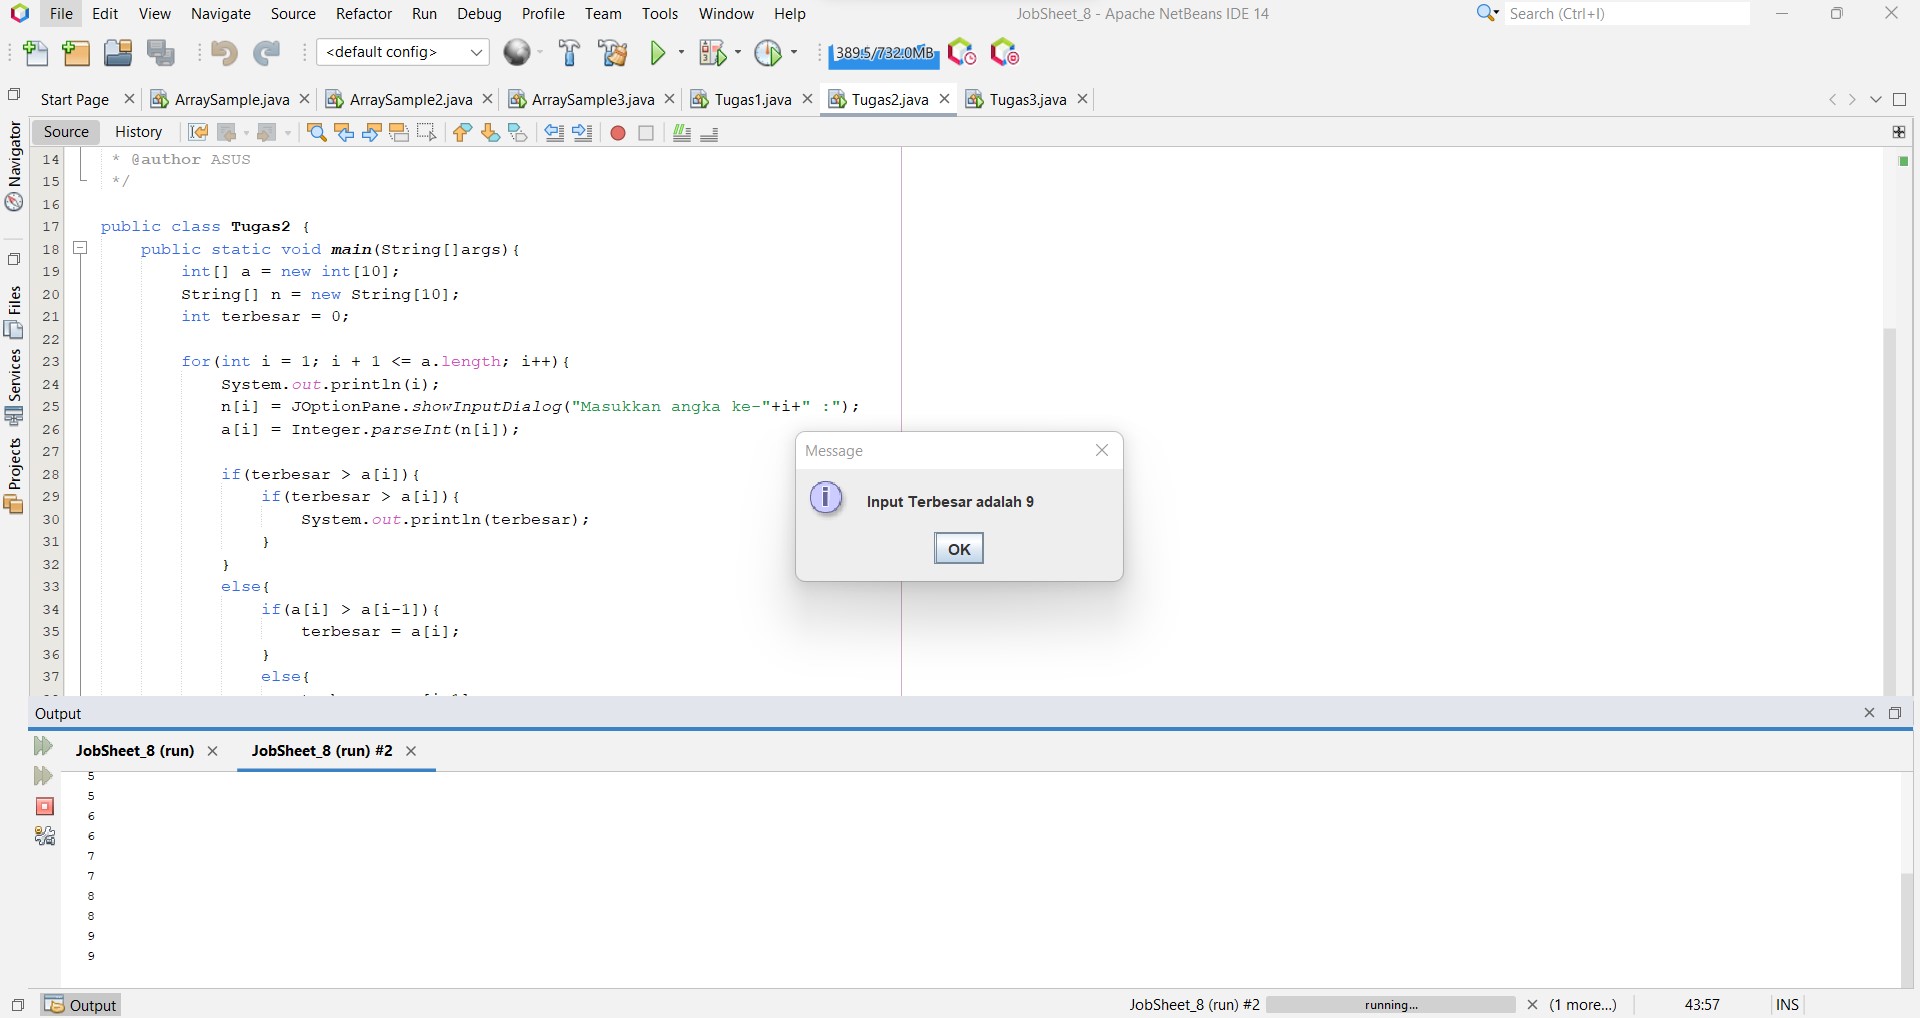 File Edit View Navigate Source Refactor Run Debug Profile Team Tools Window Help JobSheet_8 - Apache NetBeans IDE 14 Search (Ctrl+I)
<default config> 389.5/732.0MB
Start Page ArraySample.java ArraySample2.java ArraySample3.java Tugas1.java Tugas2.java Tugas3.java
Source History
Navigator
Files
Services
Projects
14 * @author ASUS
15 */
16
17 public class Tugas2 {
18 public static void main(String[]args){
19 int[] a = new int[10];
20 String[] n = new String[10];
21 int terbesar = 0;
22
23 for(int i = 1; i + 1 <= a.length; i++){
24 System.out.println(i);
25 n[i] = JOptionPane.showInputDialog("Masukkan angka ke-"+i+" :");
26 a[i] = Integer.parseInt(n[i]);
27
28 if(terbesar > a[i]){
29 if(terbesar > a[i]){
30 System.out.println(terbesar);
31 }
32 }
33 else{
34 if(a[i] > a[i-1]){
35 terbesar = a[i];
36 }
37 else{
Message
Input Terbesar adalah 9
OK
Output
JobSheet_8 (run) JobSheet_8 (run) #2
5
5
6
6
7
7
8
8
9
9
Output JobSheet_8 (run) #2 running... (1 more...) 43:57 INS